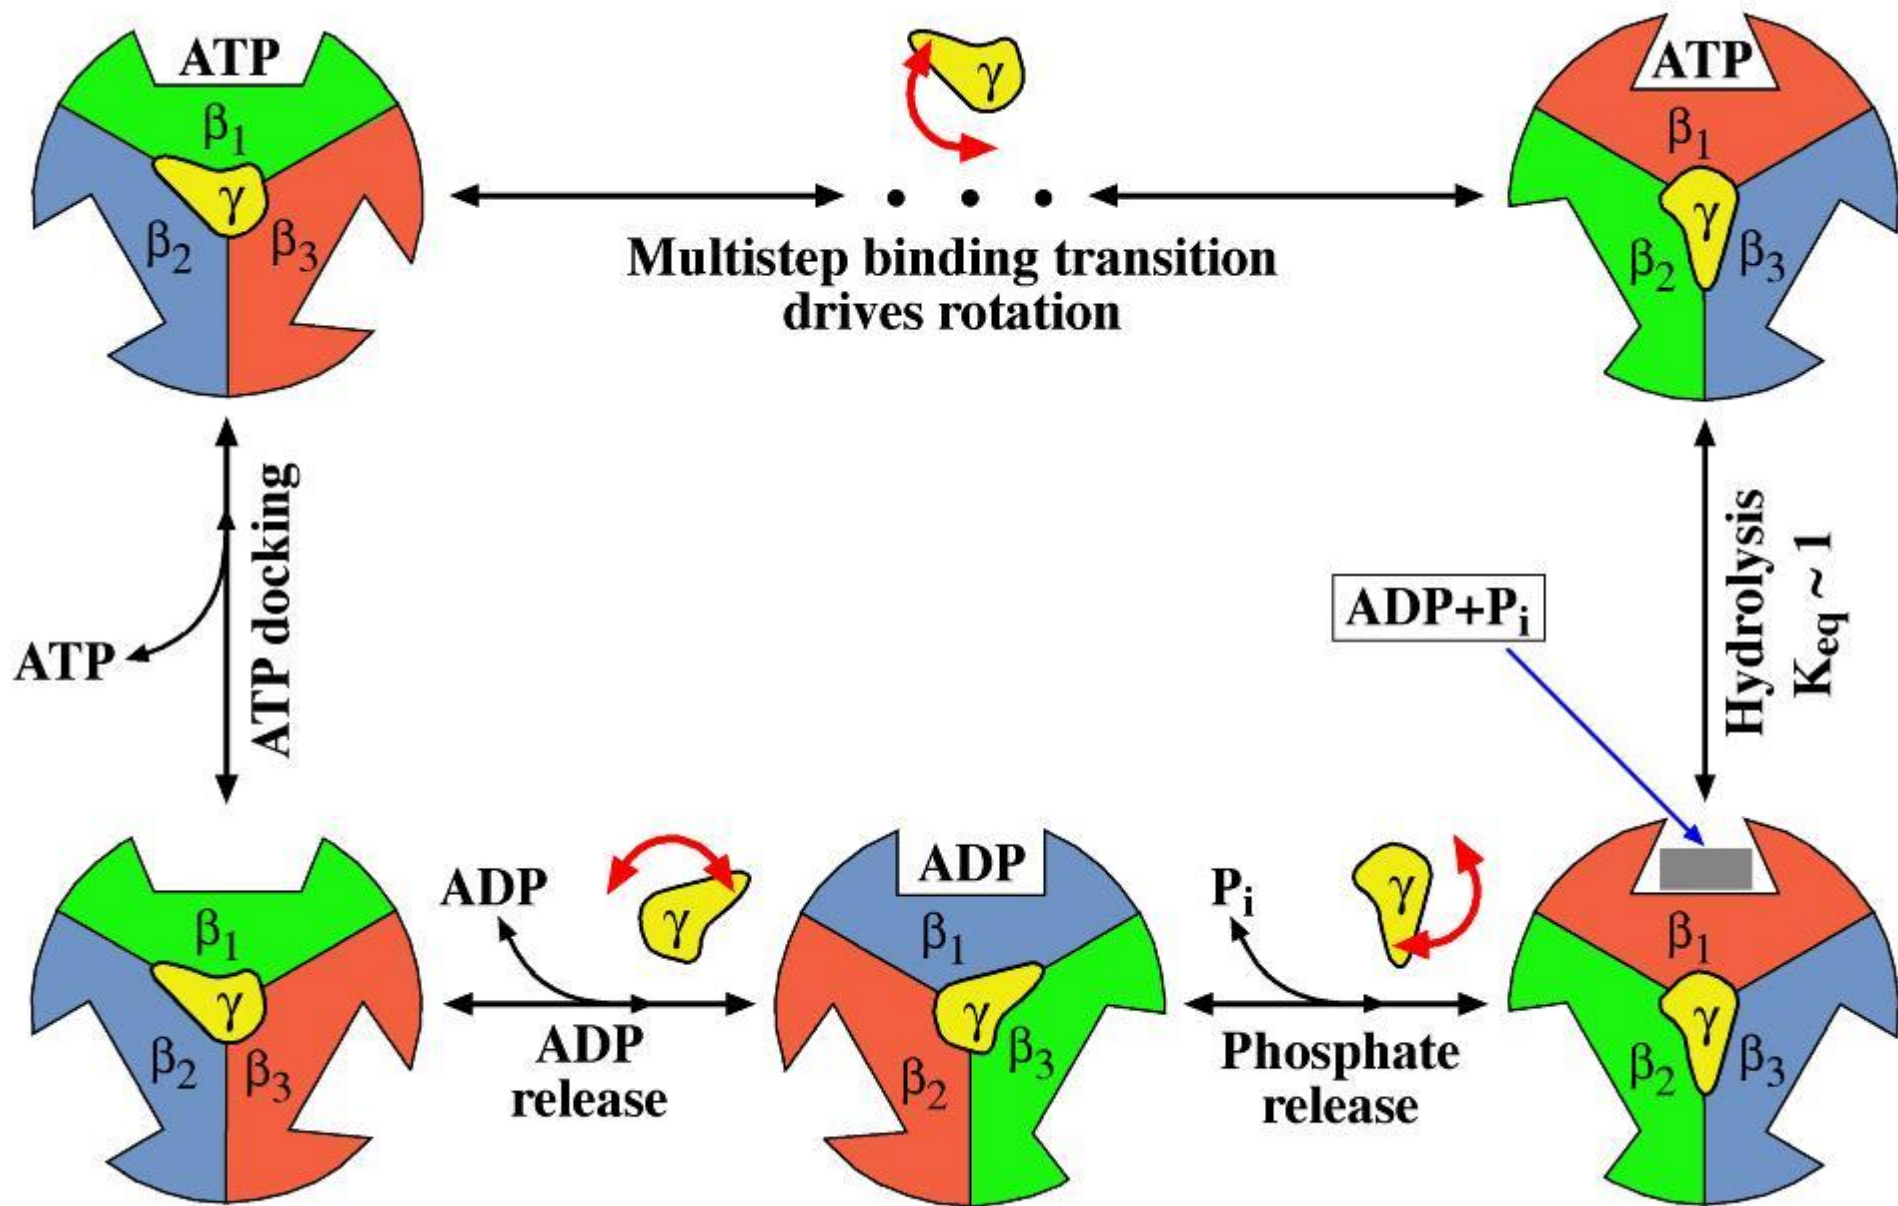 ATP
β1
γ
β2
β3
γ
Multistep binding transition
drives rotation
ATP
β1
γ
β2
β3
ATP
ATP docking
ADP+Pi
Hydrolysis
Keq ~ 1
β1
γ
β2
β3
ADP
γ
ADP
release
ADP
β1
γ
β2
β3
Pi
γ
Phosphate
release
β1
γ
β2
β3